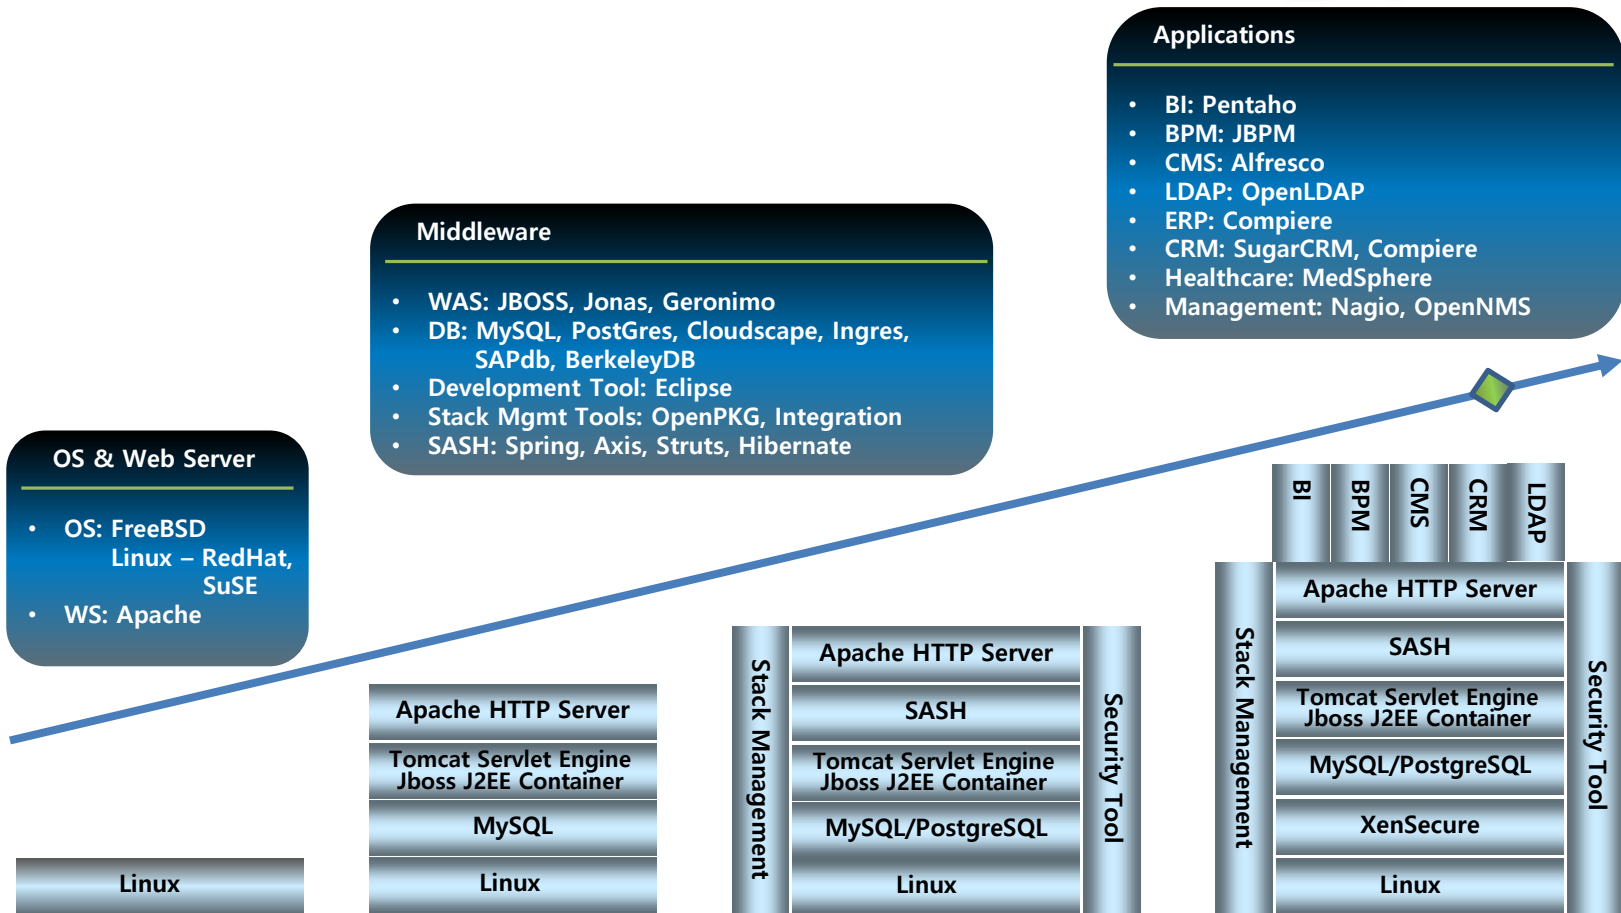 Applications
• BI: Pentaho
• BPM: JBPM
• CMS: Alfresco
• LDAP: OpenLDAP
• ERP: Compiere
• CRM: SugarCRM, Compiere
• Healthcare: MedSphere
• Management: Nagio, OpenNMS
Middleware
• WAS: JBOSS, Jonas, Geronimo
• DB: MySQL, PostGres, Cloudscape, Ingres,
SAPdb, BerkeleyDB
• Development Tool: Eclipse
• Stack Mgmt Tools: OpenPKG, Integration
• SASH: Spring, Axis, Struts, Hibernate
OS & Web Server
• OS: FreeBSD
Linux – RedHat,
SuSE
• WS: Apache
Linux
Apache HTTP Server
Tomcat Servlet Engine
Jboss J2EE Container
MySQL
Linux
Stack Management
Apache HTTP Server
SASH
Tomcat Servlet Engine
Jboss J2EE Container
MySQL/PostgreSQL
Linux
Security Tool
BI
BPM
CMS
CRM
LDAP
Stack Management
Apache HTTP Server
SASH
Tomcat Servlet Engine
Jboss J2EE Container
MySQL/PostgreSQL
XenSecure
Linux
Security Tool